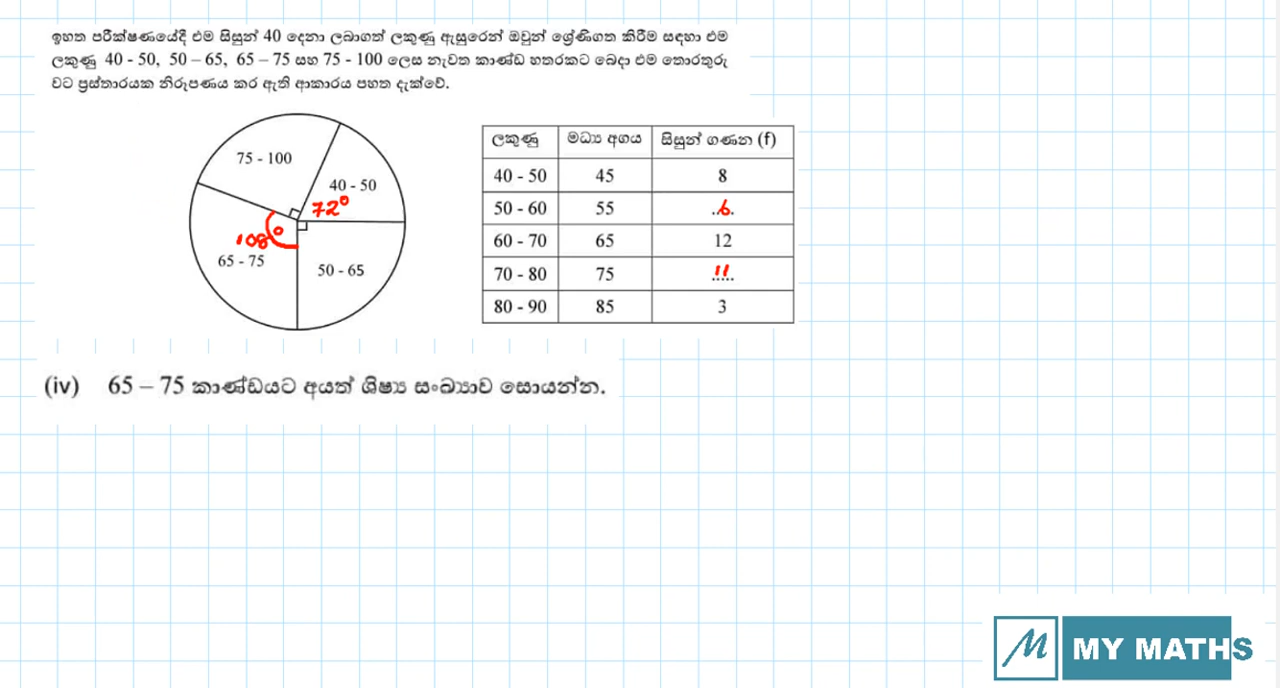 ඉහත පරීක්ෂණයේදී එම සිසුන් 40 දෙනා ලබාගත් ලකුණු ඇසුරෙන් ඔවුන් ශ්‍රේණිගත කිරීම සඳහා එම
ලකුණු 40 - 50, 50 – 65, 65 – 75 සහ 75 - 100 ලෙස නැවත කාණ්ඩ හතරකට බෙදා එම තොරතුරු
වට ප්‍රස්තාරයක නිරූපණය කර ඇති ආකාරය පහත දැක්වේ.
75 - 100
40 - 50
72°
108°
65 - 75
50 - 65
ලකුණු මධ්‍ය අගය සිසුන් ගණන (f)
40 - 50 45 8
50 - 60 55 ..6.
60 - 70 65 12
70 - 80 75 11
80 - 90 85 3
(iv) 65 – 75 කාණ්ඩයට අයත් ශිෂ්‍ය සංඛ්‍යාව සොයන්න.
M MY MATHS